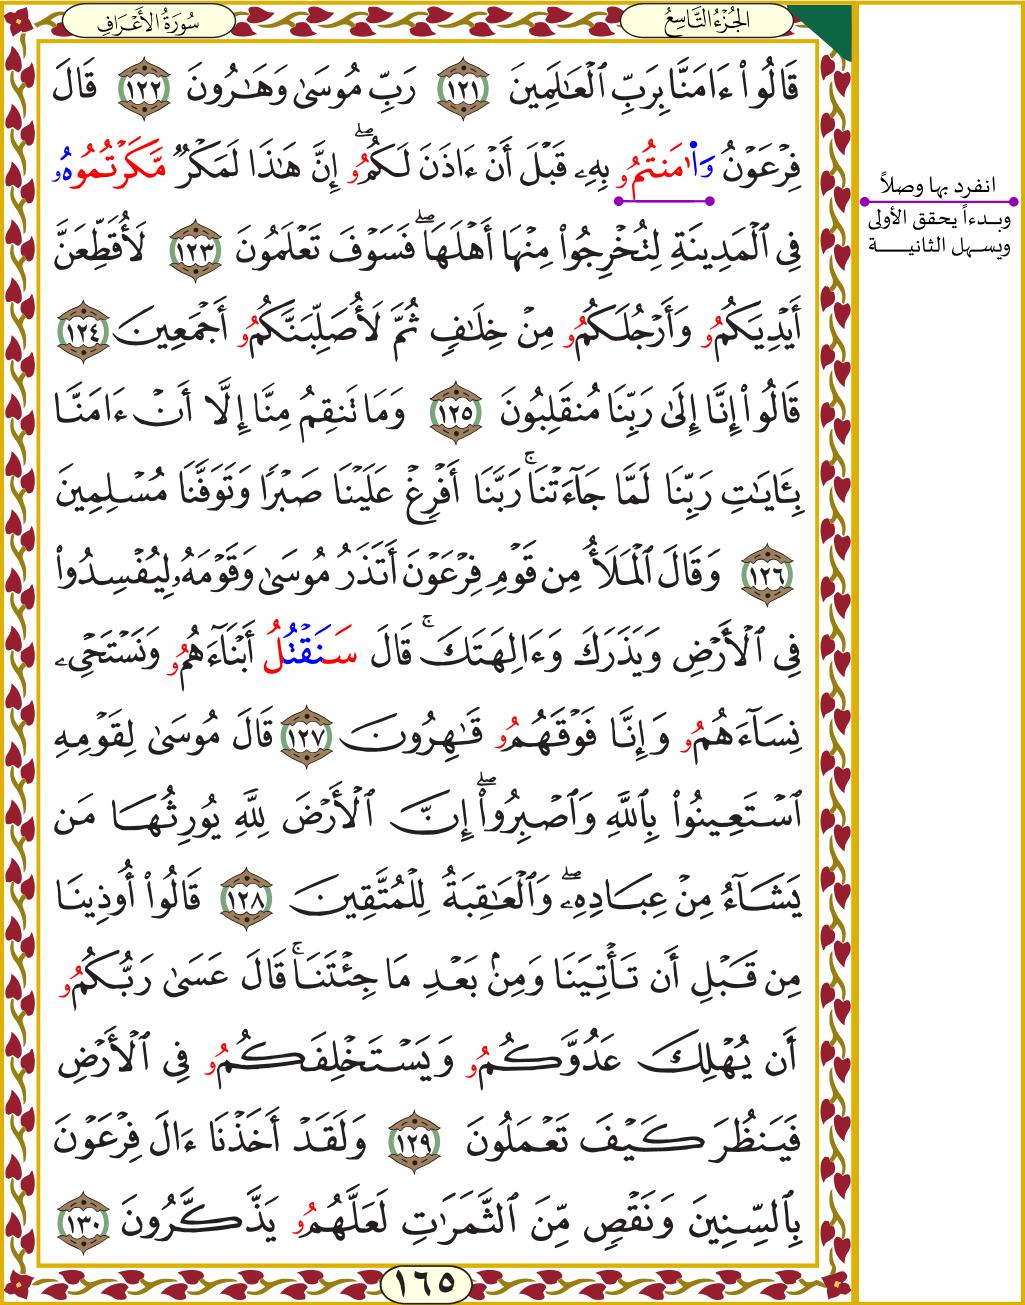 سُورَةُ الأَعْرَافِ
الجُزْءُ التَّاسِعُ
قَالُوا۟ ءَامَنَّا بِرَبِّ ٱلْعَـٰلَمِينَ ١٢١ رَبِّ مُوسَىٰ وَهَـٰرُونَ ١٢٢ قَالَ
فِرْعَوْنُ وَا۬مَنتُمُۥ بِهِۦ قَبْلَ أَنْ ءَاذَنَ لَكُمُۥۖ إِنَّ هَـٰذَا لَمَكْرٌ مَّكَرْتُمُوهُۥ
فِى ٱلْمَدِينَةِ لِتُخْرِجُوا۟ مِنْهَا أَهْلَهَاۖ فَسَوْفَ تَعْلَمُونَ ١٢٣ لَأُقَطِّعَنَّ
أَيْدِيَكُمُۥ وَأَرْجُلَكُمُۥ مِنْ خِلَـٰفٍ ثُمَّ لَأُصَلِّبَنَّكُمُۥ أَجْمَعِينَ ١٢٤
قَالُوا۟ إِنَّا إِلَىٰ رَبِّنَا مُنقَلِبُونَ ١٢٥ وَمَا تَنقِمُ مِنَّا إِلَّا أَنْ ءَامَنَّا
بِـَٔايَـٰتِ رَبِّنَا لَمَّا جَآءَتْنَاۚ رَبَّنَا أَفْرِغْ عَلَيْنَا صَبْرًا وَتَوَفَّنَا مُسْلِمِينَ
١٢٦ وَقَالَ ٱلْمَلَأُ مِن قَوْمِ فِرْعَوْنَ أَتَذَرُ مُوسَىٰ وَقَوْمَهُۥ لِيُفْسِدُوا۟
فِى ٱلْأَرْضِ وَيَذَرَكَ وَءَالِهَتَكَۚ قَالَ سَنَقْتُلُ أَبْنَآءَهُمُۥ وَنَسْتَحْىِۦ
نِسَآءَهُمُۥ وَإِنَّا فَوْقَهُمُۥ قَـٰهِرُونَ ١٢٧ قَالَ مُوسَىٰ لِقَوْمِهِ
ٱسْتَعِينُوا۟ بِٱللَّهِ وَٱصْبِرُوٓا۟ۖ إِنَّ ٱلْأَرْضَ لِلَّهِ يُورِثُهَا مَن
يَشَآءُ مِنْ عِبَادِهِۦۖ وَٱلْعَـٰقِبَةُ لِلْمُتَّقِينَ ١٢٨ قَالُوا۟ أُوذِينَا
مِن قَبْلِ أَن تَأْتِيَنَا وَمِنۢ بَعْدِ مَا جِئْتَنَاۚ قَالَ عَسَىٰ رَبُّكُمُۥ
أَن يُهْلِكَ عَدُوَّكُمُۥ وَيَسْتَخْلِفَكُمُۥ فِى ٱلْأَرْضِ
فَيَنظُرَ كَيْفَ تَعْمَلُونَ ١٢٩ وَلَقَدْ أَخَذْنَا ءَالَ فِرْعَوْنَ
بِٱلسِّنِينَ وَنَقْصٍ مِّنَ ٱلثَّمَرَٰتِ لَعَلَّهُمُۥ يَذَّكَّرُونَ ١٣٠
انفرد بها وصلاً
وبدءاً يحقق الأولى
ويسهل الثانية
١٦٥